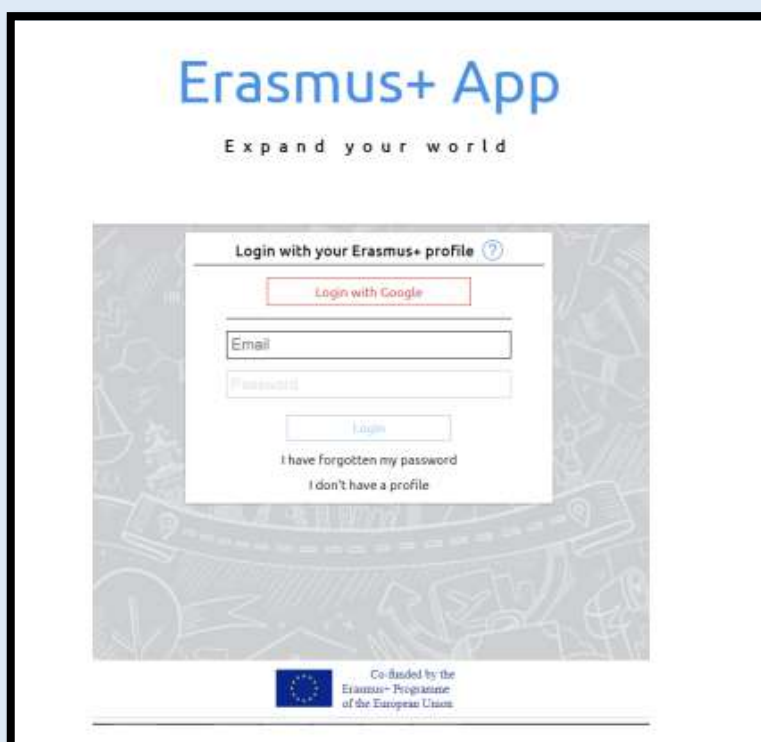 Erasmus+ App
Expand your world
Login with your Erasmus+ profile ?
Login with Google
Email
Password
Login
I have forgotten my password
I don't have a profile
Co-funded by the
Erasmus+ Programme
of the European Union